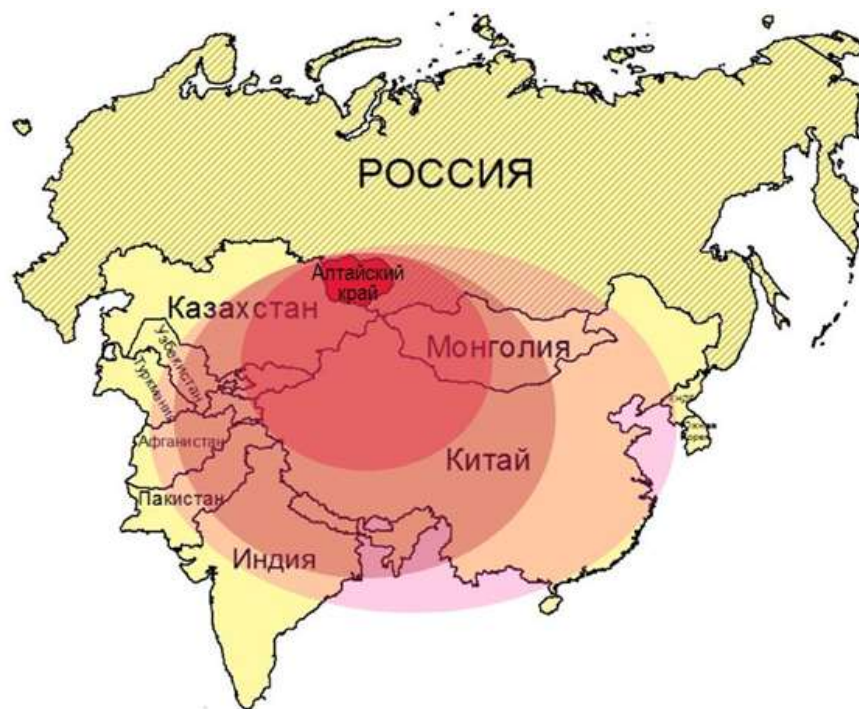 РОССИЯ
Алтайский
край
Казахстан
Монголия
Узбекистан
Туркмения
Афганистан
Китай
Пакистан
Индия